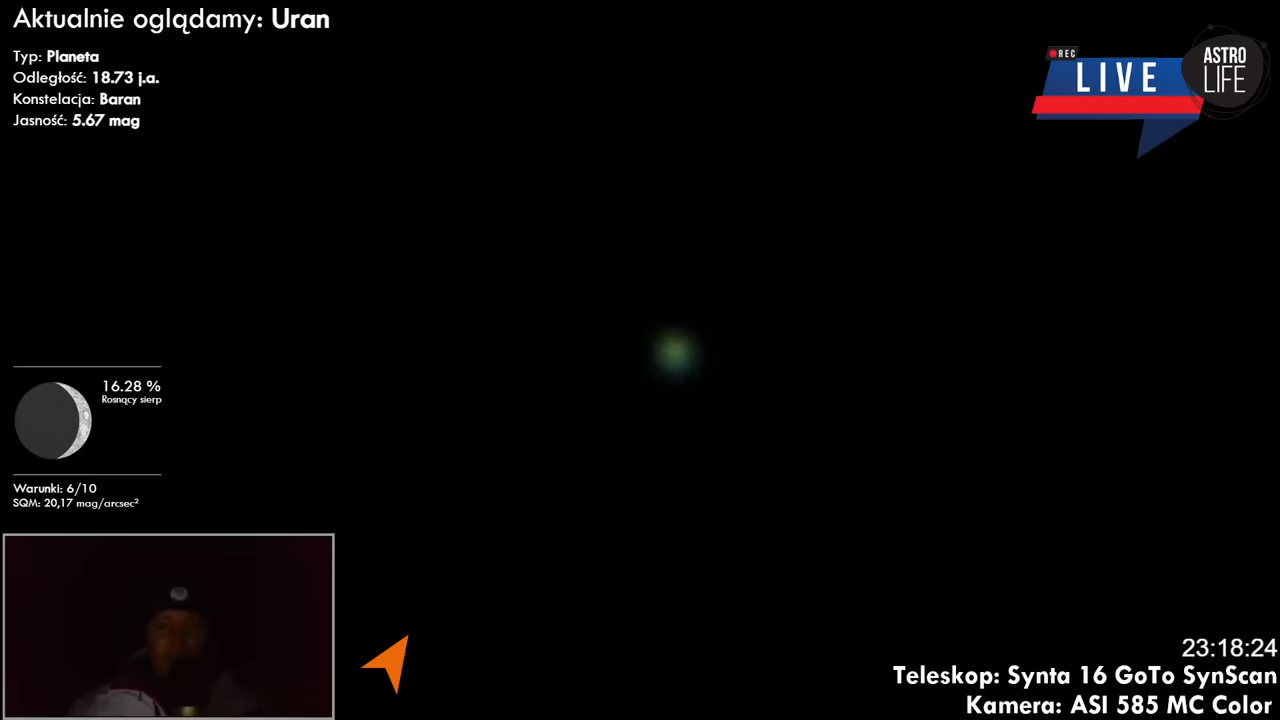 Aktualnie oglądamy: Uran
Typ: Planeta
Odległość: 18.73 j.a.
Konstelacja: Baran
Jasność: 5.67 mag
REC
LIVE
ASTRO
LIFE
16.28 %
Rosnący sierp
Warunki: 6/10
SQM: 20,17 mag/arcsec²
23:18:24
Teleskop: Synta 16 GoTo SynScan
Kamera: ASI 585 MC Color